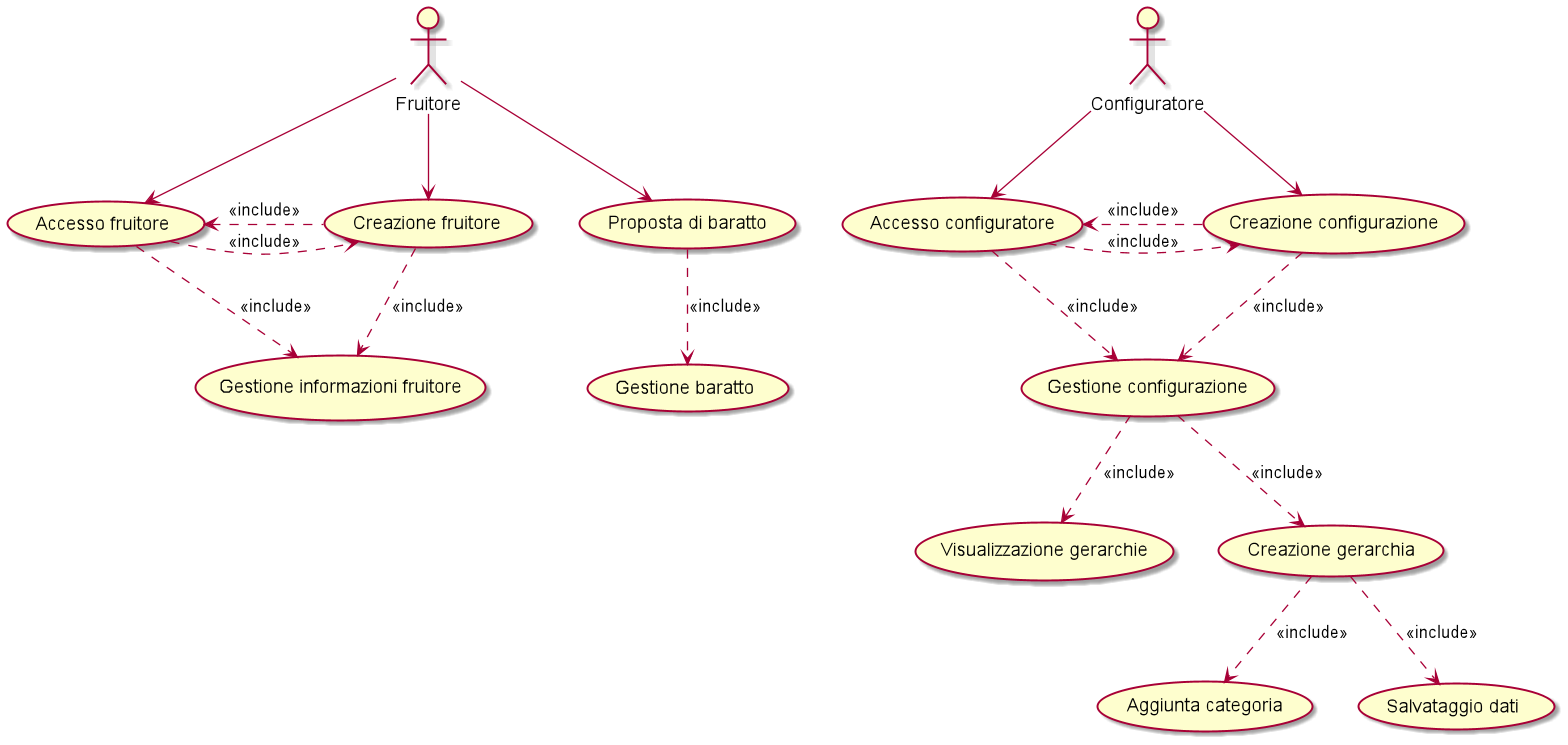 Fruitore
Configuratore
Accesso fruitore
«include»
«include»
Creazione fruitore
Proposta di baratto
Accesso configuratore
«include»
«include»
Creazione configurazione
«include»
«include»
«include»
«include»
«include»
Gestione informazioni fruitore
Gestione baratto
Gestione configurazione
«include»
«include»
Visualizzazione gerarchie
Creazione gerarchia
«include»
«include»
Aggiunta categoria
Salvataggio dati